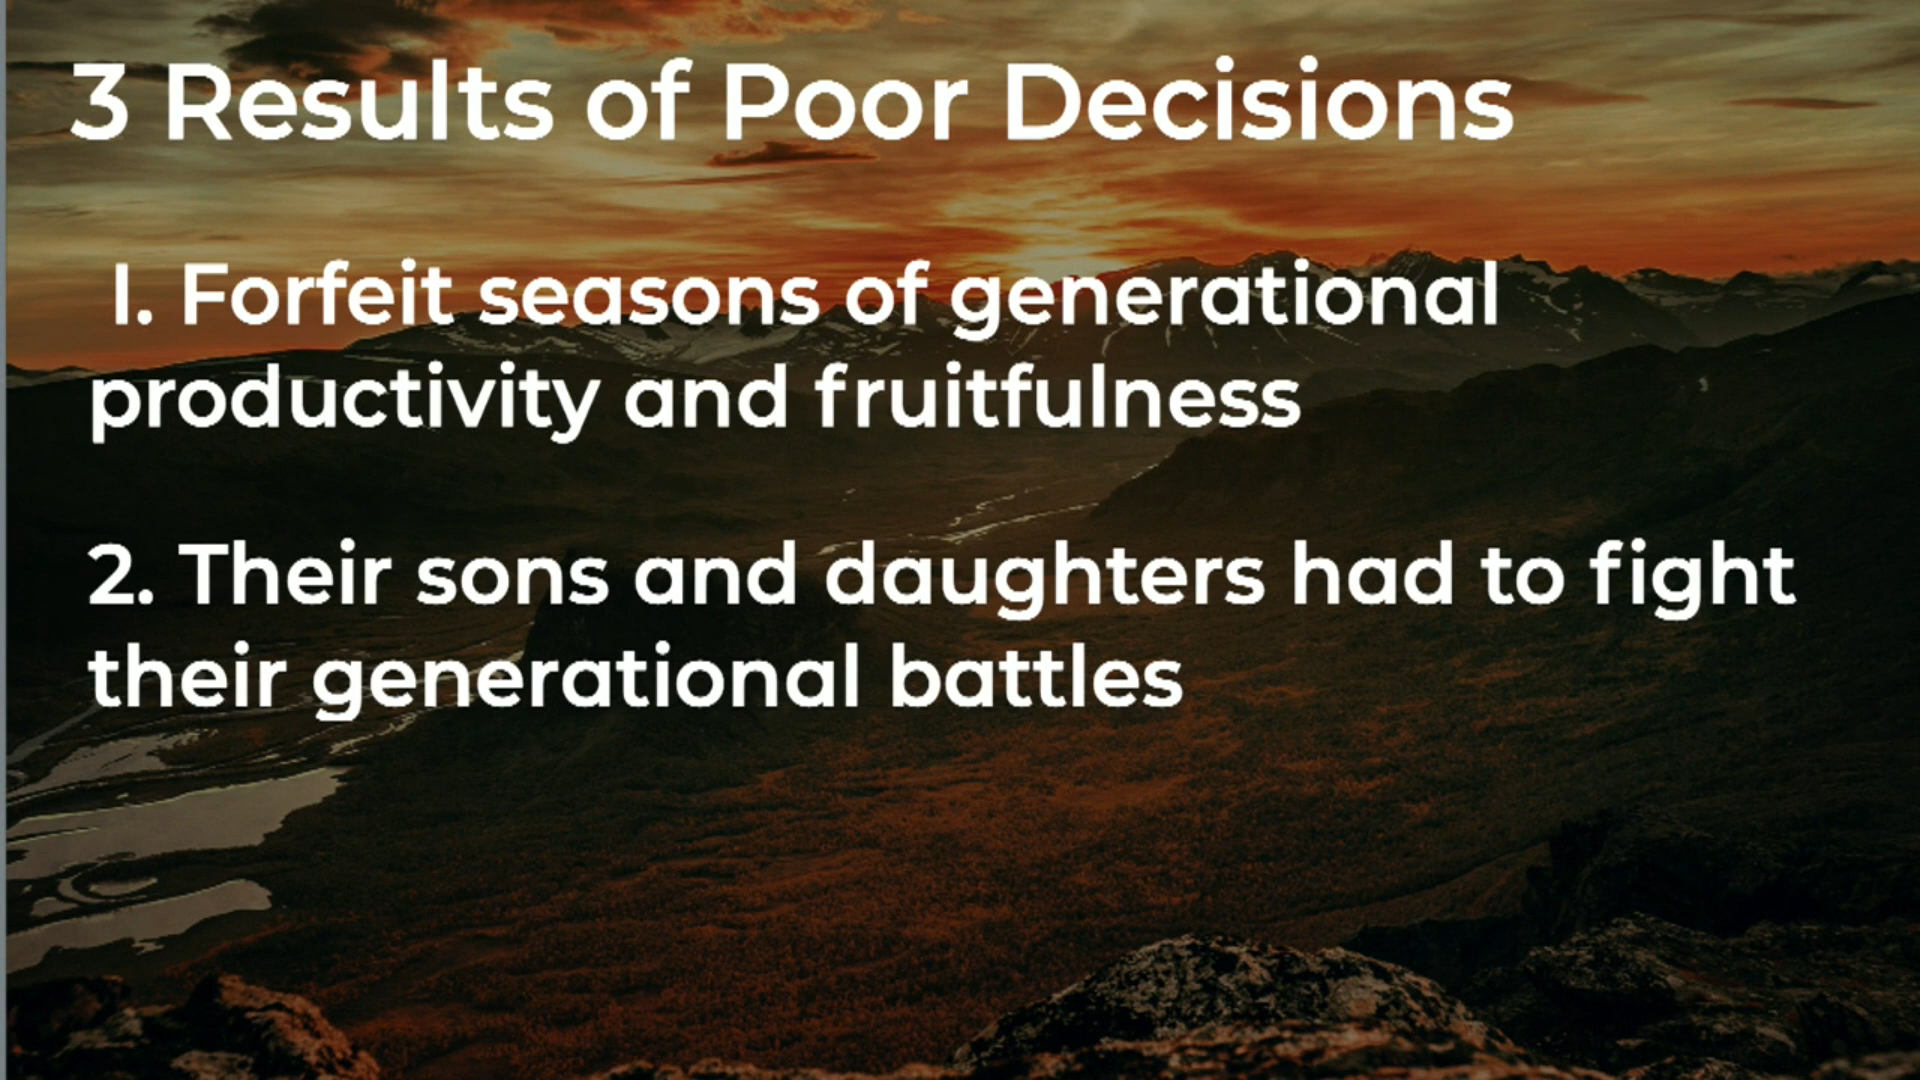 3 Results of Poor Decisions
1. Forfeit seasons of generational
productivity and fruitfulness
2. Their sons and daughters had to fight
their generational battles